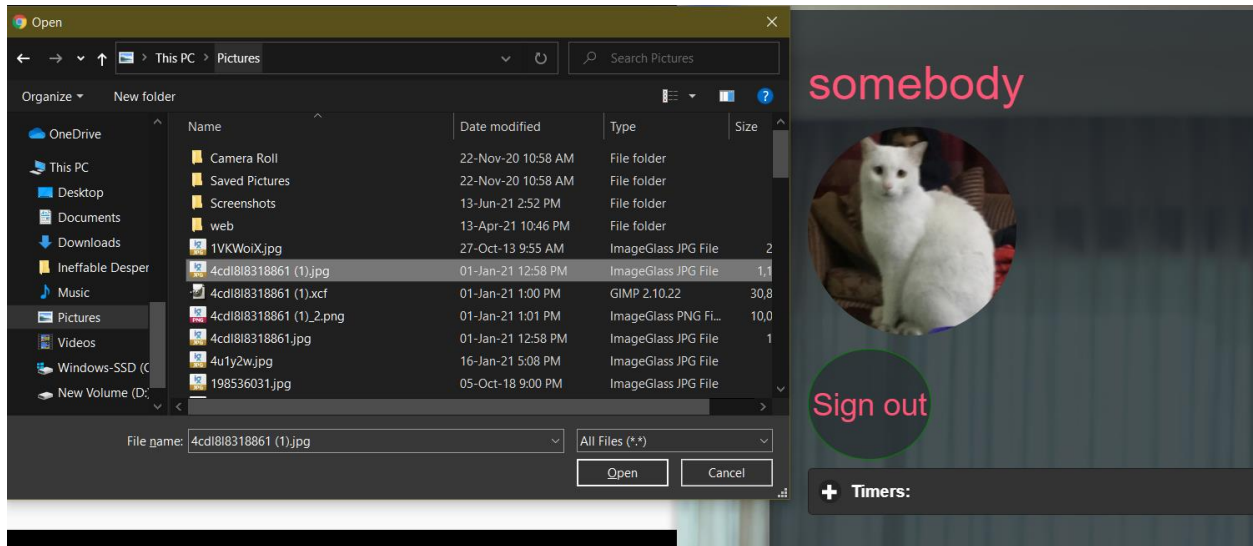 Open
This PC > Pictures
Search Pictures
Organize
New folder
OneDrive
This PC
Desktop
Documents
Downloads
Ineffable Desper
Music
Pictures
Videos
Windows-SSD (C
New Volume (D:
Name Date modified Type Size
Camera Roll 22-Nov-20 10:58 AM File folder
Saved Pictures 22-Nov-20 10:58 AM File folder
Screenshots 13-Jun-21 2:52 PM File folder
web 13-Apr-21 10:46 PM File folder
1VKWoiX.jpg 27-Oct-13 9:55 AM ImageGlass JPG File 2
4cdl8l8318861 (1).jpg 01-Jan-21 12:58 PM ImageGlass JPG File 1,1
4cdl8l8318861 (1).xcf 01-Jan-21 1:00 PM GIMP 2.10.22 30,8
4cdl8l8318861 (1)_2.png 01-Jan-21 1:01 PM ImageGlass PNG Fi... 10,0
4cdl8l8318861.jpg 01-Jan-21 12:58 PM ImageGlass JPG File 1
4u1y2w.jpg 16-Jan-21 5:08 PM ImageGlass JPG File
198536031.jpg 05-Oct-18 9:00 PM ImageGlass JPG File
File name: 4cdl8l8318861 (1).jpg All Files (*.*)
Open Cancel
somebody
Sign out
Timers: